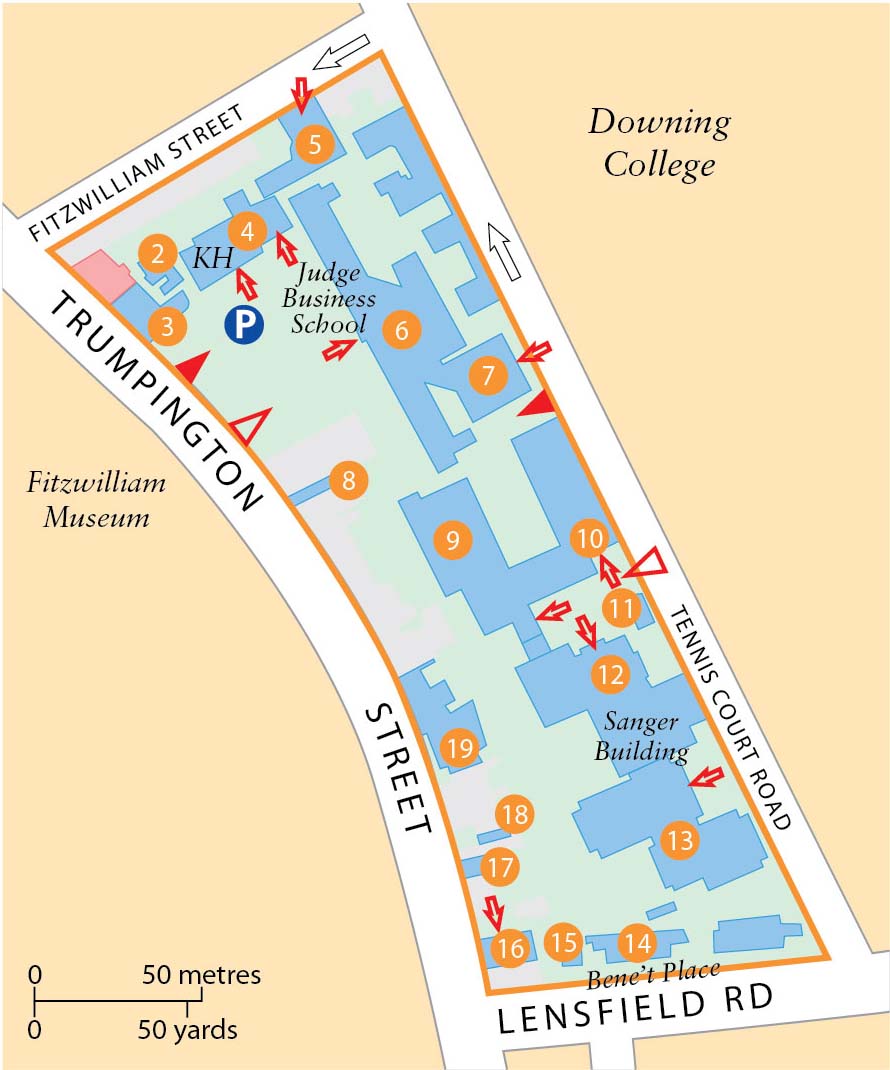 FITZWILLIAM STREET
Downing
College
5
2
4
KH
Judge
Business
School
3
P
6
7
TRUMPINGTON
STREET
Fitzwilliam
Museum
8
9
10
11
TENNIS COURT ROAD
12
Sanger
Building
19
18
13
17
16
15
14
Bene't Place
LENSFIELD RD
0 50 metres
0 50 yards